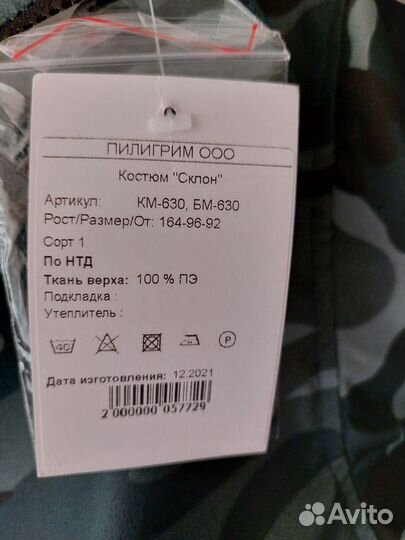 ПИЛИГРИМ ООО
Костюм "Склон"
Артикул: КМ-630, БМ-630
Рост/Размер/От: 164-96-92
Сорт 1
По НТД
Ткань верха: 100 % ПЭ
Подкладка :
Утеплитель :
40 P
Дата изготовления: 12.2021
2 000000 057729
Avito